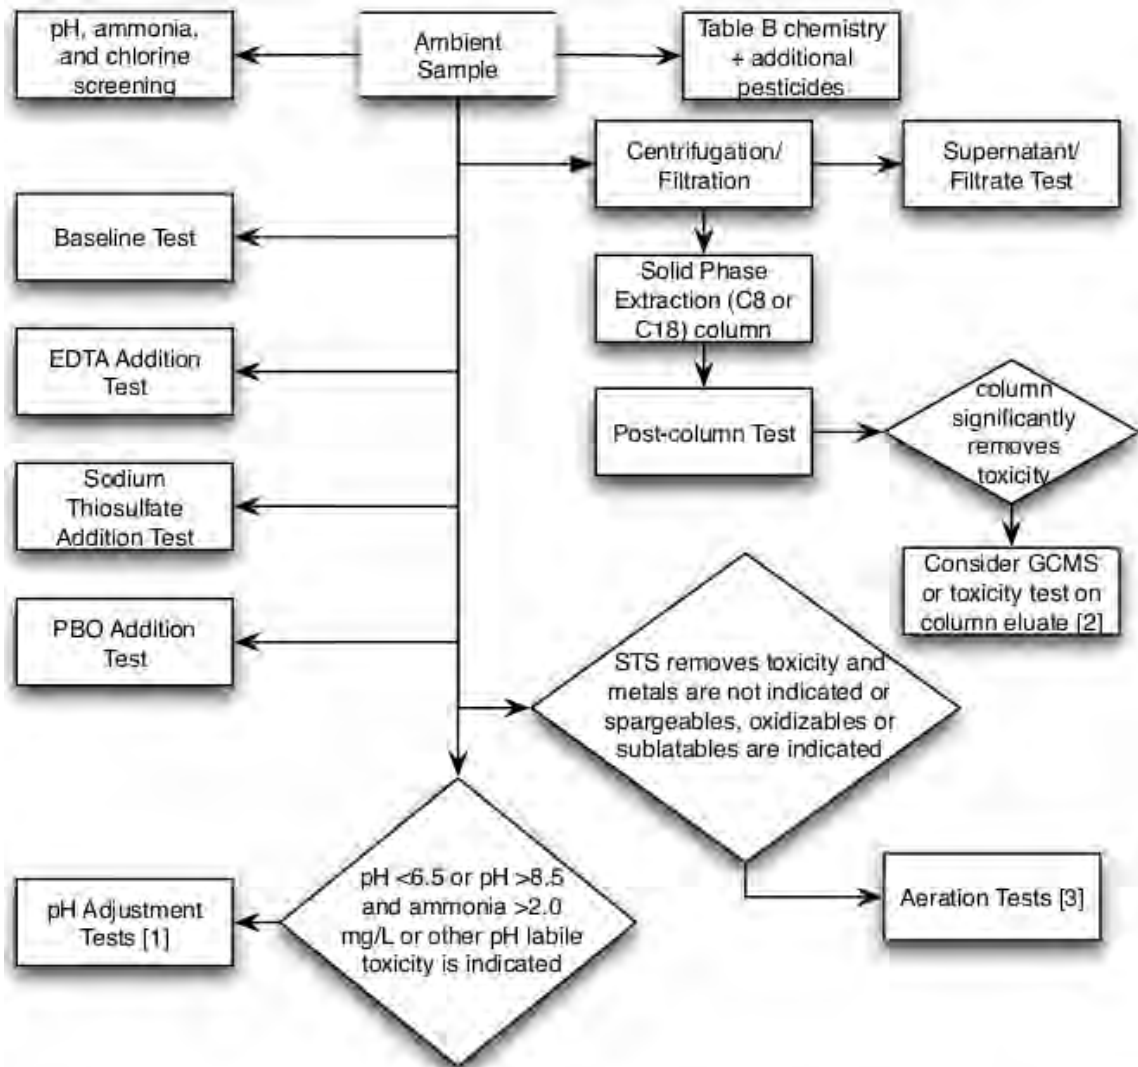 pH, ammonia,
and chlorine
screening
Ambient
Sample
Table B chemistry
+ additional
pesticides
Centrifugation/
Filtration
Supernatant/
Filtrate Test
Baseline Test
Solid Phase
Extraction (C8 or
C18) column
EDTA Addition
Test
Post-column Test
column
significantly
removes
toxicity
Sodium
Thiosulfate
Addition Test
Consider GCMS
or toxicity test on
column eluate [2]
PBO Addition
Test
STS removes toxicity and
metals are not indicated or
spargeables, oxidizables or
sublatables are indicated
pH <6.5 or pH >8.5
and ammonia >2.0
mg/L or other pH labile
toxicity is indicated
pH Adjustment
Tests [1]
Aeration Tests [3]